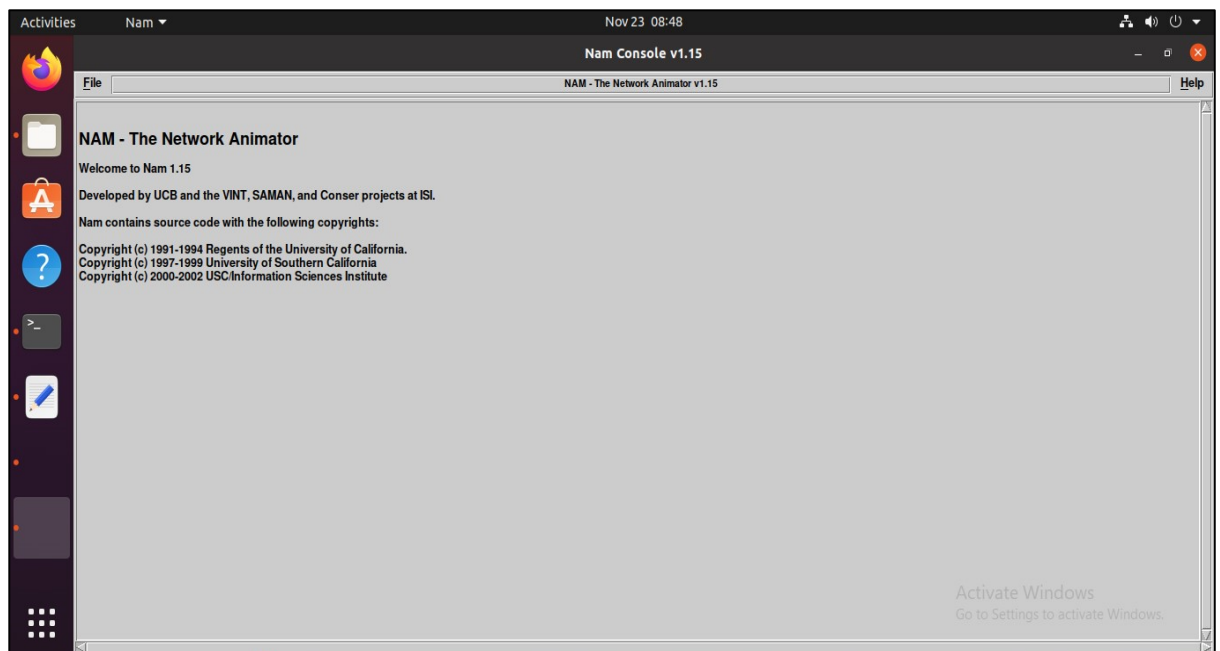 Activities Nam Nov 23 08:48
Nam Console v1.15
File NAM - The Network Animator v1.15 Help
NAM - The Network Animator
Welcome to Nam 1.15
Developed by UCB and the VINT, SAMAN, and Conser projects at ISI.
Nam contains source code with the following copyrights:
Copyright (c) 1991-1994 Regents of the University of California.
Copyright (c) 1997-1999 University of Southern California
Copyright (c) 2000-2002 USC/Information Sciences Institute
Activate Windows
Go to Settings to activate Windows.